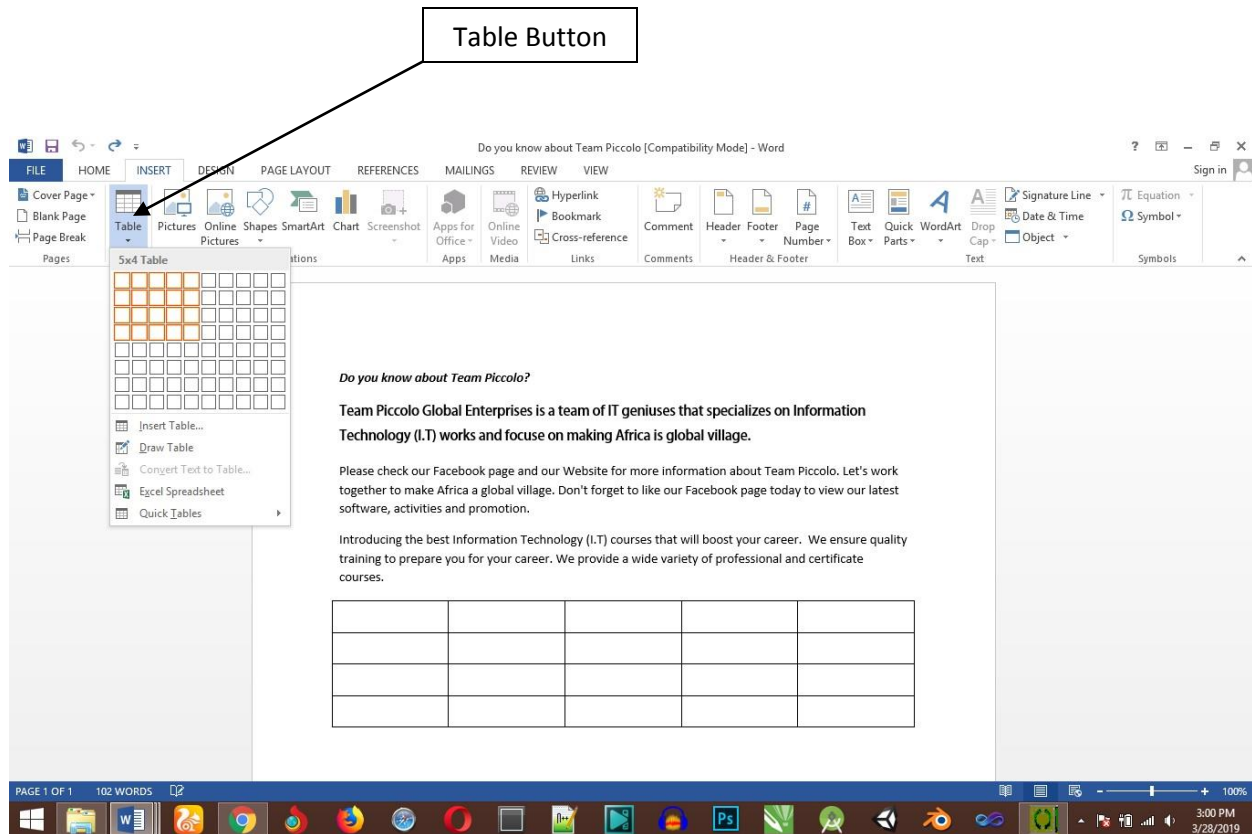 Table Button
Do you know about Team Piccolo [Compatibility Mode] - Word
?
FILE HOME INSERT DESIGN PAGE LAYOUT REFERENCES MAILINGS REVIEW VIEW Sign in
Cover Page
Blank Page
Page Break
Pages
Table
Pictures
Online Pictures
Shapes
SmartArt
Chart
Screenshot
ations
Apps for Office
Apps
Online Video
Media
Hyperlink
Bookmark
Cross-reference
Links
Comment
Comments
Header
Footer
Page Number
Header & Footer
Text Box
Quick Parts
WordArt
Drop Cap
Signature Line
Date & Time
Object
Text
π Equation
Ω Symbol
Symbols
5x4 Table
Insert Table...
Draw Table
Convert Text to Table...
Excel Spreadsheet
Quick Tables
Do you know about Team Piccolo?
Team Piccolo Global Enterprises is a team of IT geniuses that specializes on Information
Technology (I.T) works and focuse on making Africa is global village.
Please check our Facebook page and our Website for more information about Team Piccolo. Let's work
together to make Africa a global village. Don't forget to like our Facebook page today to view our latest
software, activities and promotion.
Introducing the best Information Technology (I.T) courses that will boost your career. We ensure quality
training to prepare you for your career. We provide a wide variety of professional and certificate
courses.
PAGE 1 OF 1 102 WORDS 100%
Ps
3:00 PM
3/28/2019